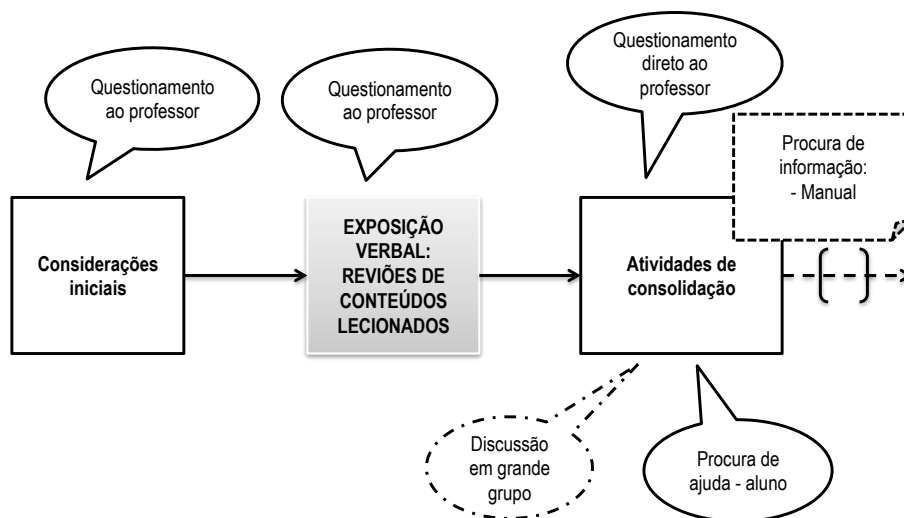 Questionamento
ao professor
Questionamento
ao professor
Questionamento
direto ao
professor
Procura de
informação:
- Manual
Considerações
iniciais
EXPOSIÇÃO
VERBAL:
REVIÕES DE
CONTEÚDOS
LECIONADOS
Atividades de
consolidação
Discussão
em grande
grupo
Procura de
ajuda - aluno